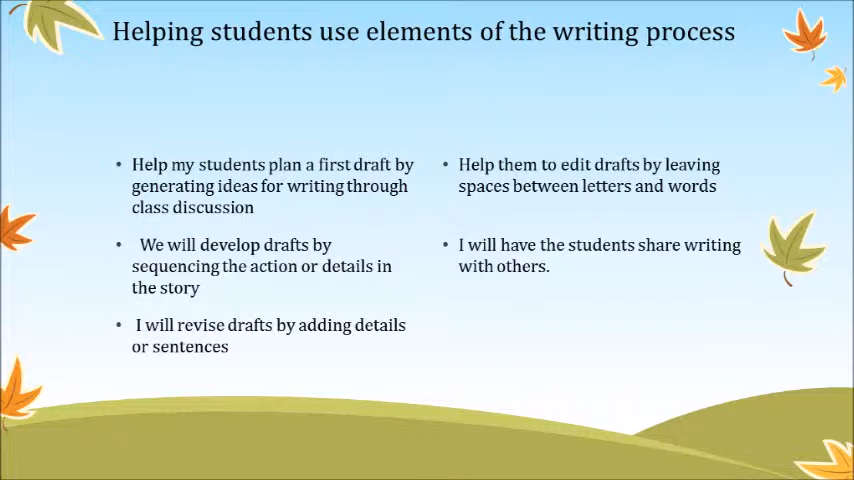 Helping students use elements of the writing process
• Help my students plan a first draft by
generating ideas for writing through
class discussion
• We will develop drafts by
sequencing the action or details in
the story
• I will revise drafts by adding details
or sentences
• Help them to edit drafts by leaving
spaces between letters and words
• I will have the students share writing
with others.